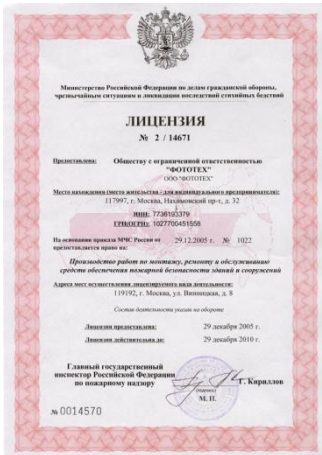 Министерство Российской Федерации по делам гражданской обороны,
чрезвычайным ситуациям и ликвидации последствий стихийных бедствий
ЛИЦЕНЗИЯ
№ 2 / 14671
Предоставлена: Обществу с ограниченной ответственностью
"ФОТОТЕХ"
ООО "ФОТОТЕХ"
Место нахождения (место жительства - для индивидуального предпринимателя):
117997, г. Москва, Нахимовский пр-т, д. 32
ИНН: 7736193379
ГРН(ОГРН): 1027700451558
На основании приказа МЧС России от 29.12.2005 г. № 1022
предоставляется право на:
Производство работ по монтажу, ремонту и обслуживанию
средств обеспечения пожарной безопасности зданий и сооружений
Адреса мест осуществления лицензируемого вида деятельности:
119192, г. Москва, ул. Винницкая, д. 8
Состав деятельности указан на обороте
Лицензия предоставлена: 29 декабря 2005 г.
Лицензия действительна до: 29 декабря 2010 г.
Главный государственный
инспектор Российской Федерации
по пожарному надзору Г. Кириллов
(подпись)
М. П.
№ 0014570